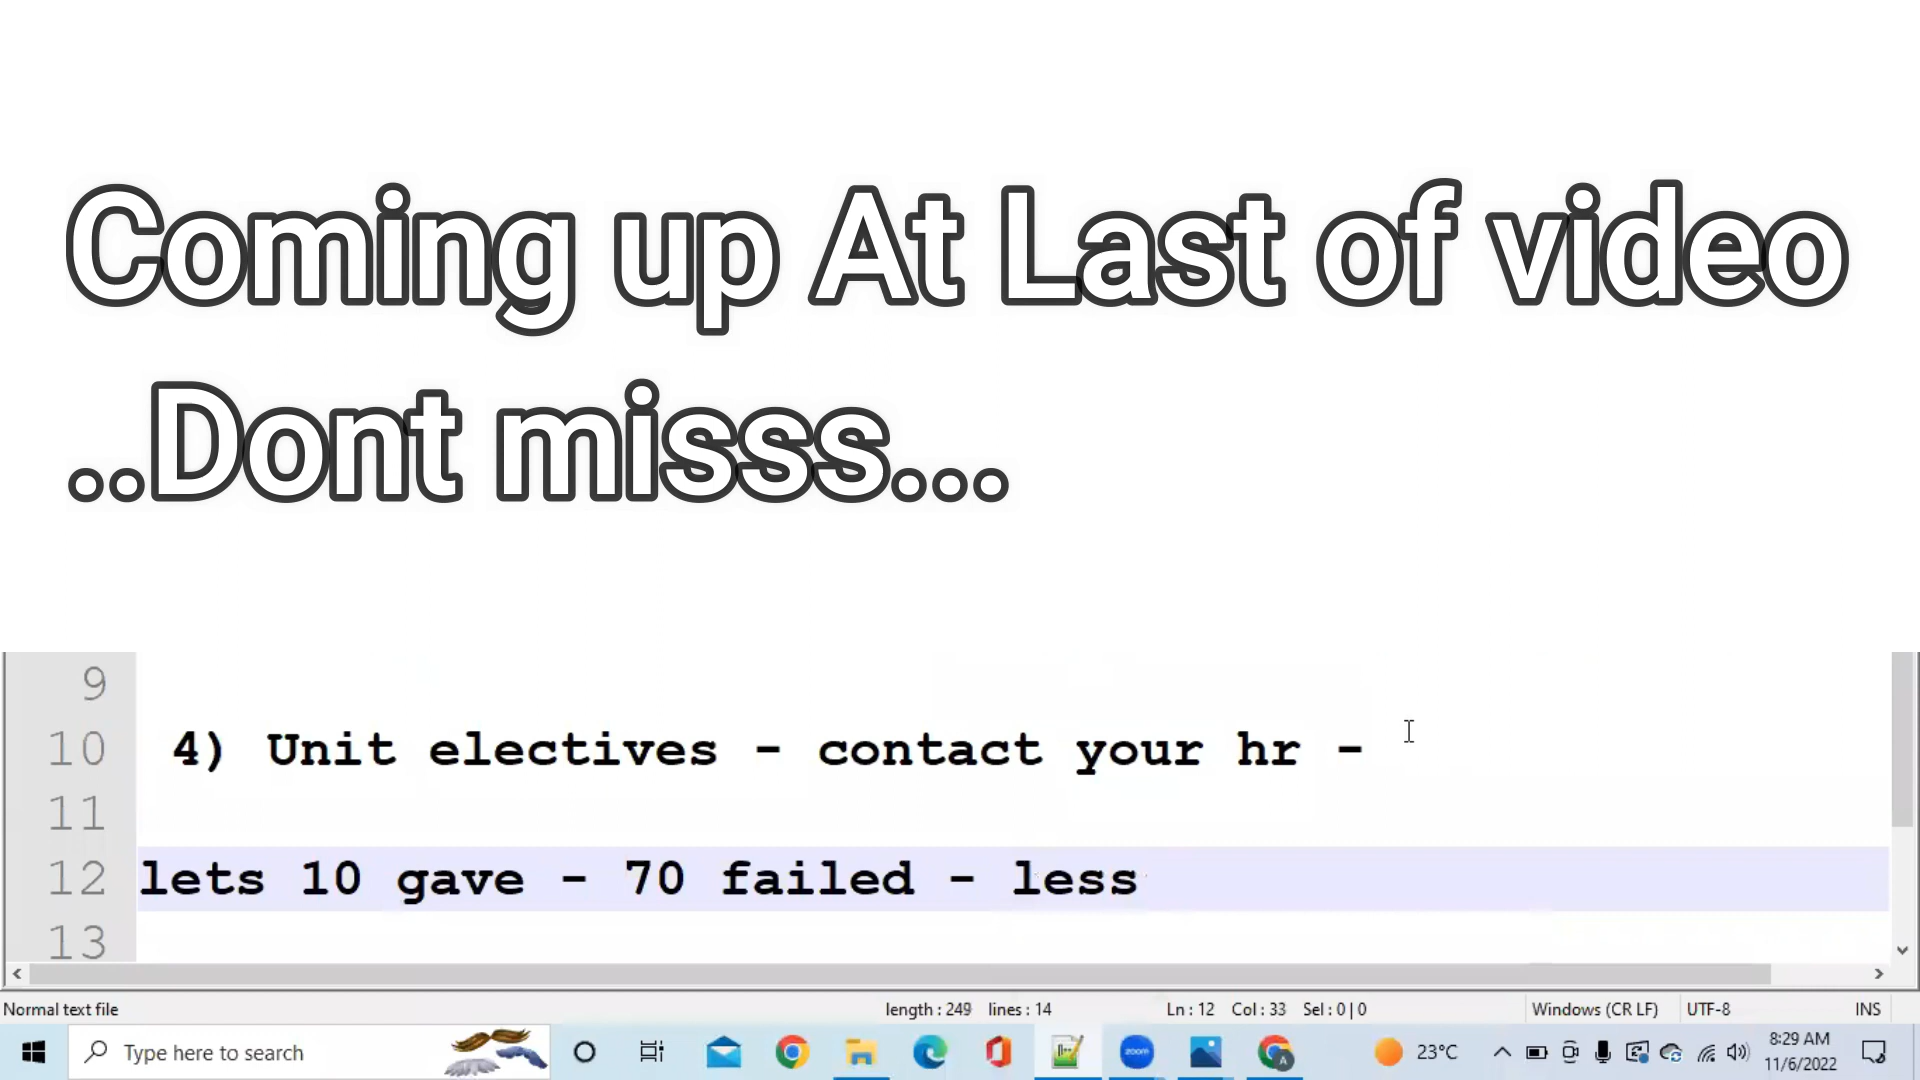 Coming up At Last of video
..Dont misss...
9
10 4) Unit electives - contact your hr -
11
12 lets 10 gave - 70 failed - less
13
Normal text file length : 249 lines : 14 Ln : 12 Col : 33 Sel : 0 | 0 Windows (CR LF) UTF-8 INS
Type here to search zoom A 23°C 8:29 AM
11/6/2022